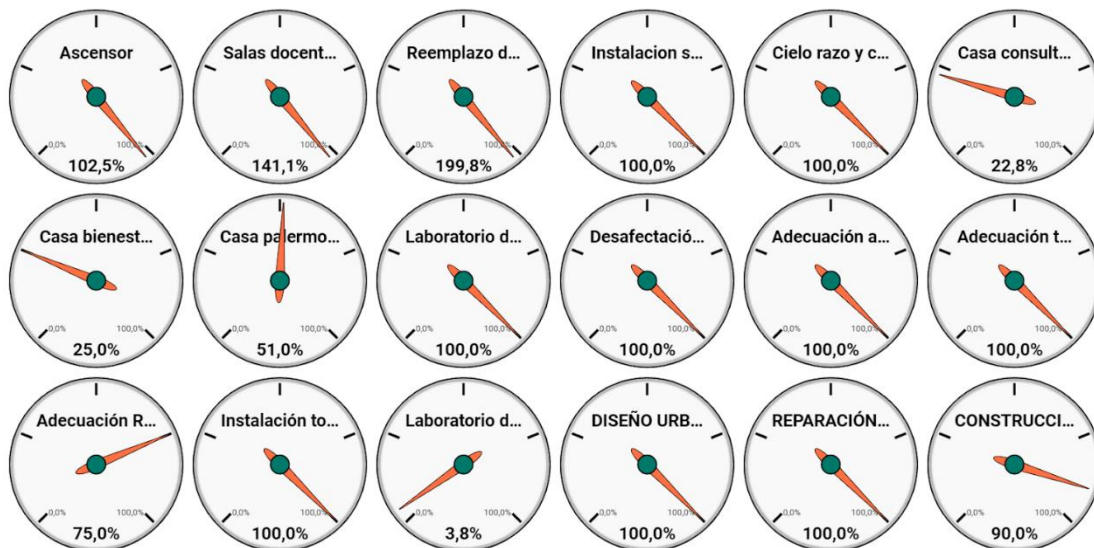 Ascensor
0,0% 100,0%
102,5%
Salas docent...
0,0% 100,0%
141,1%
Reemplazo d...
0,0% 100,0%
199,8%
Instalacion s...
0,0% 100,0%
100,0%
Cielo razo y c...
0,0% 100,0%
100,0%
Casa consult...
0,0% 100,0%
22,8%
Casa bienest...
0,0% 100,0%
25,0%
Casa palermo...
0,0% 100,0%
51,0%
Laboratorio d...
0,0% 100,0%
100,0%
Desafectació...
0,0% 100,0%
100,0%
Adecuación a...
0,0% 100,0%
100,0%
Adecuación t...
0,0% 100,0%
100,0%
Adecuación R...
0,0% 100,0%
75,0%
Instalación to...
0,0% 100,0%
100,0%
Laboratorio d...
0,0% 100,0%
3,8%
DISEÑO URB...
0,0% 100,0%
100,0%
REPARACIÓN...
0,0% 100,0%
100,0%
CONSTRUCCI...
0,0% 100,0%
90,0%